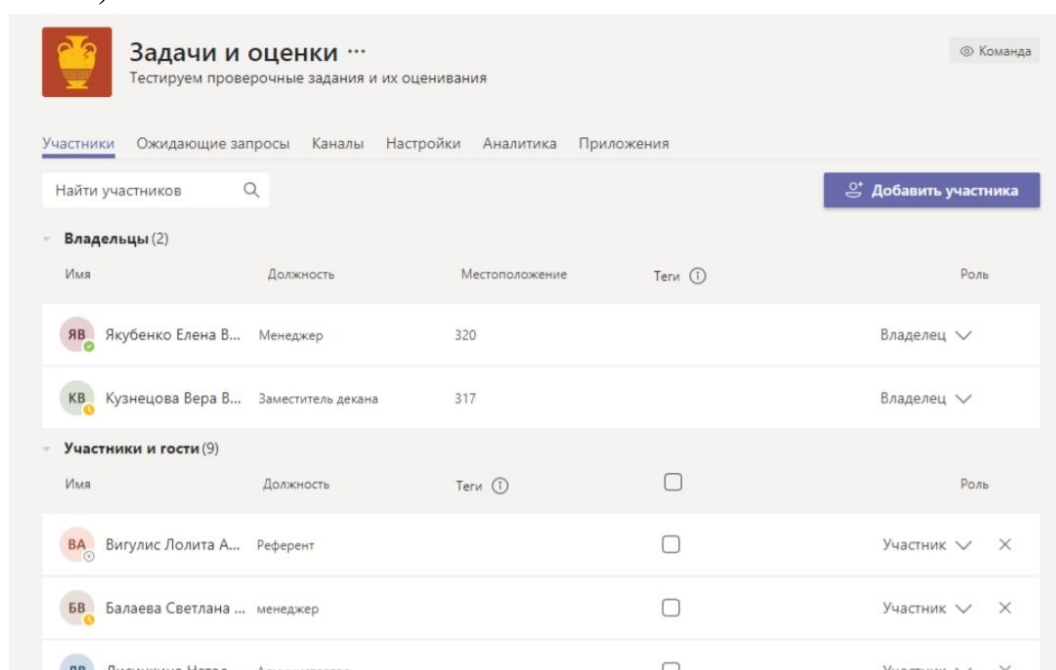 Задачи и оценки ...
Тестируем проверочные задания и их оценивания
Команда
Участники Ожидающие запросы Каналы Настройки Аналитика Приложения
Найти участников
Добавить участника
Владельцы (2)
Имя Должность Местоположение Теги Роль
ЯВ Якубенко Елена В... Менеджер 320 Владелец
КВ Кузнецова Вера В... Заместитель декана 317 Владелец
Участники и гости (9)
Имя Должность Теги Роль
ВА Вигулис Лолита А... Референт Участник
БВ Балаева Светлана ... менеджер Участник